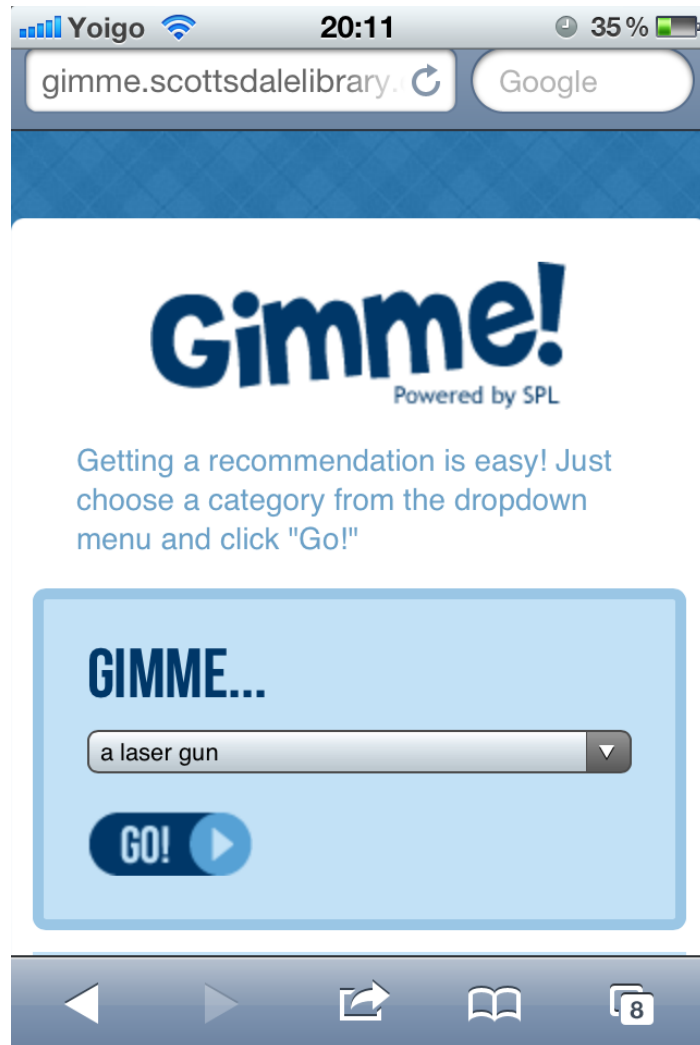 Yoigo 20:11 35%
gimme.scottsdalelibrary. Google
Gimme!
Powered by SPL
Getting a recommendation is easy! Just
choose a category from the dropdown
menu and click "Go!"
GIMME...
a laser gun
GO!
8